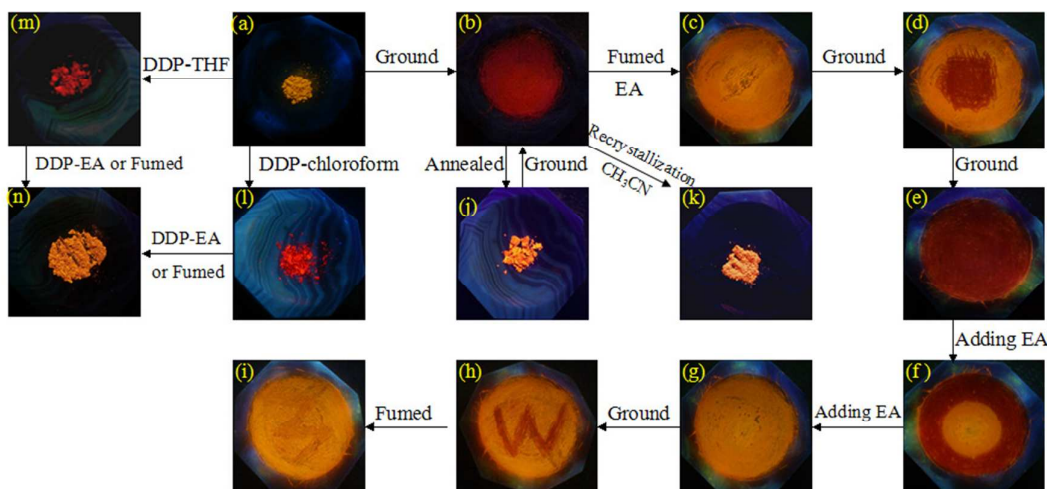 (m)
DDP-THF
(a)
Ground
(b)
Fumed
EA
(c)
Ground
(d)
DDP-EA or Fumed
DDP-chloroform
Annealed
Ground
Recrystallization
CH₃CN
Ground
(n)
DDP-EA
or Fumed
(l)
(j)
(k)
(e)
Adding EA
(i)
Fumed
(h)
W
Ground
(g)
Adding EA
(f)